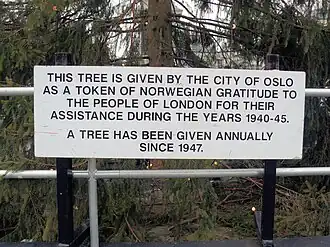 THIS TREE IS GIVEN BY THE CITY OF OSLO
AS A TOKEN OF NORWEGIAN GRATITUDE TO
THE PEOPLE OF LONDON FOR THEIR
ASSISTANCE DURING THE YEARS 1940-45.
A TREE HAS BEEN GIVEN ANNUALLY
SINCE 1947.